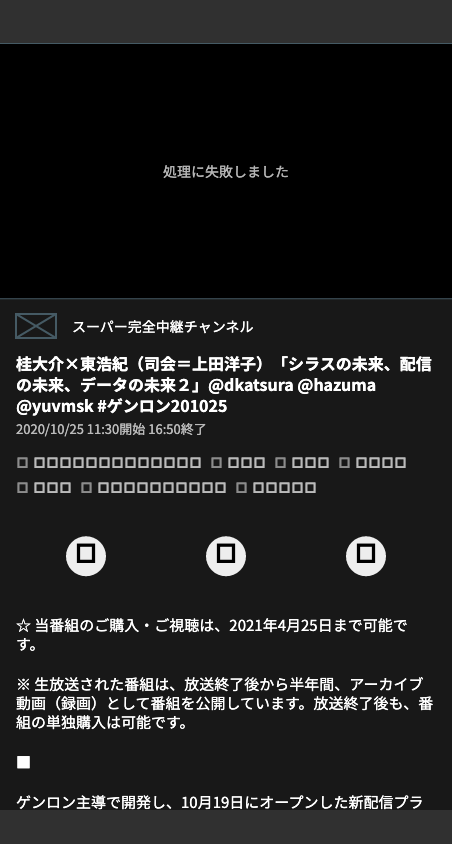 処理に失敗しました
スーパー完全中継チャンネル
桂大介×東浩紀（司会＝上田洋子）「シラスの未来、配信
の未来、データの未来２」@dkatsura @hazuma
@yuvmsk #ゲンロン201025
2020/10/25 11:30開始 16:50終了
☆ 当番組のご購入・ご視聴は、2021年4月25日まで可能で
す。
※ 生放送された番組は、放送終了後から半年間、アーカイブ
動画（録画）として番組を公開しています。放送終了後も、番
組の単独購入は可能です。
■
ゲンロン主導で開発し、10月19日にオープンした新配信プラ